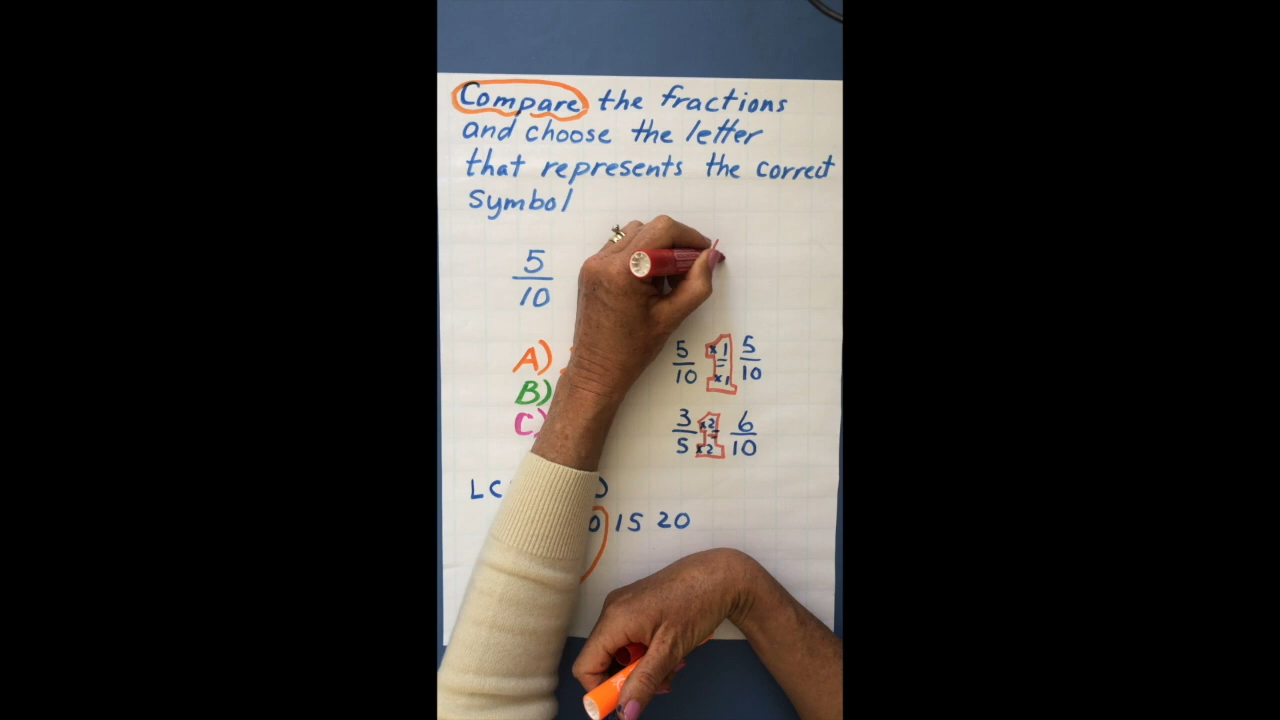 Compare the fractions
and choose the letter
that represents the correct
symbol
5
10
A)
B)
C)
5 ×1 = 5
10 ×1 10
3 ×2 = 6
5 ×2 10
LC
0 15 20